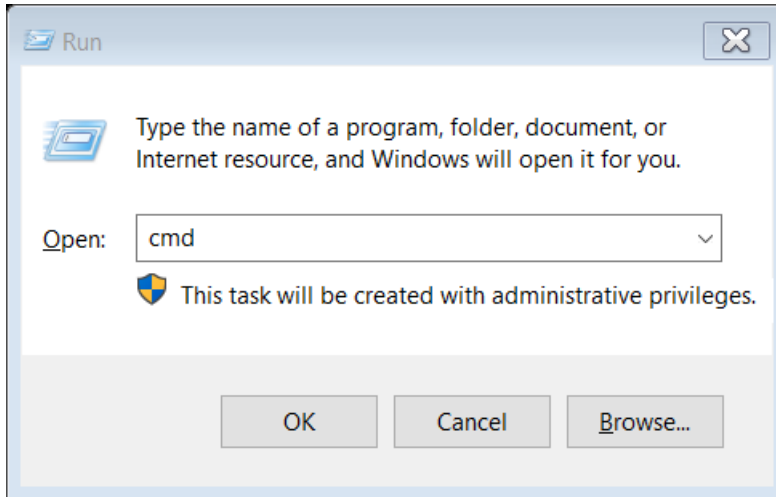 Run
Type the name of a program, folder, document, or
Internet resource, and Windows will open it for you.
Open: cmd
This task will be created with administrative privileges.
OK Cancel Browse...